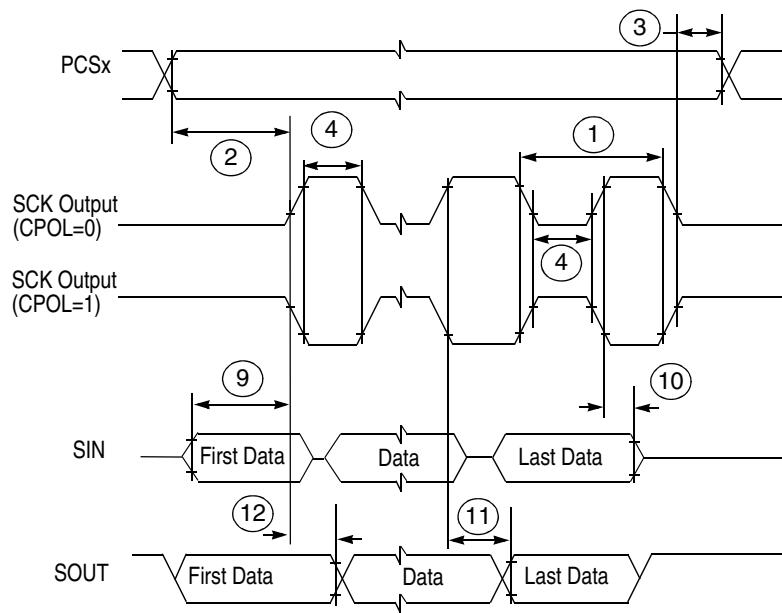 3
PCSx
2
4
1
SCK Output
(CPOL=0)
4
SCK Output
(CPOL=1)
9
10
SIN
First Data
Data
Last Data
12
11
SOUT
First Data
Data
Last Data